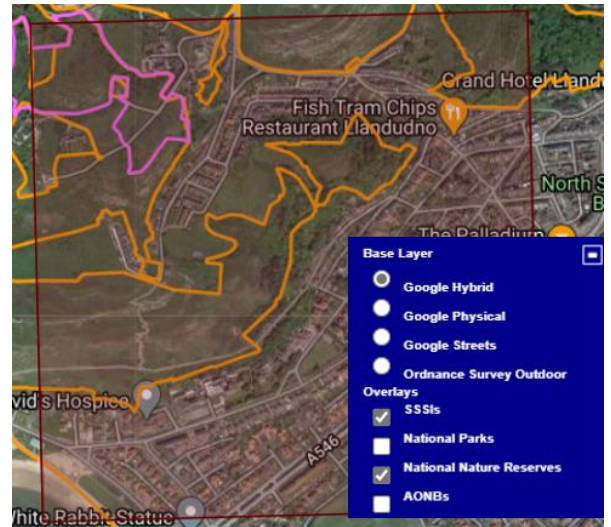 Grand Hotel Llandu
Fish Tram Chips
Restaurant Llandudno
North S
B
The Palladium
Base Layer
Google Hybrid
Google Physical
Google Streets
Ordnance Survey Outdoor
Overlays
SSSIs
National Parks
National Nature Reserves
AONBs
vid's Hospice
A546
White Rabbit Statue